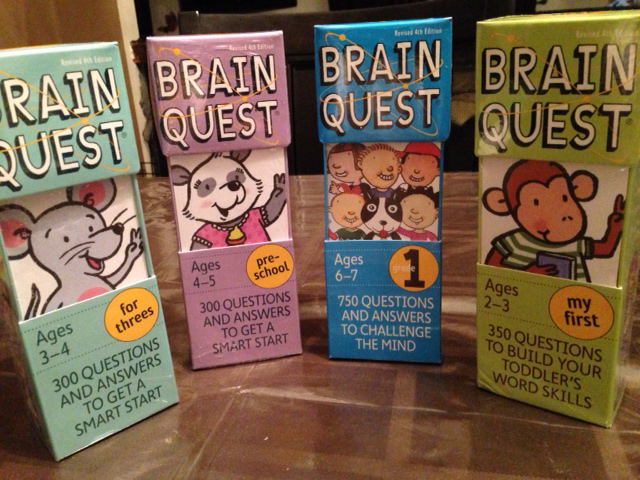 Revised 4th Edition
BRAIN
QUEST
Ages
3-4
for
threes
300 QUESTIONS
AND ANSWERS
TO GET A
SMART START
Revised 4th Edition
BRAIN
QUEST
Ages
4-5
pre-
school
300 QUESTIONS
AND ANSWERS
TO GET A
SMART START
Revised 4th Edition
BRAIN
QUEST
Ages
6-7
grade 1
750 QUESTIONS
AND ANSWERS
TO CHALLENGE
THE MIND
Revised 4th Edition
BRAIN
QUEST
Ages
2-3
my
first
350 QUESTIONS
TO BUILD YOUR
TODDLER'S
WORD SKILLS